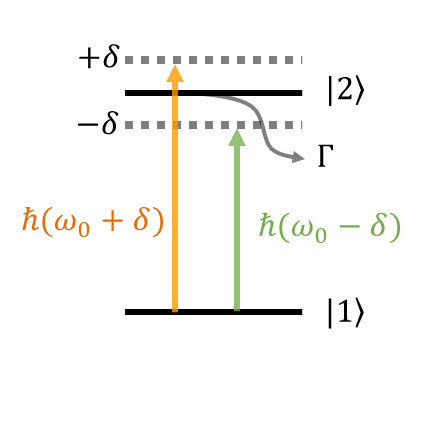 +δ
|2⟩
−δ
Γ
ℏ(ω₀ + δ)
ℏ(ω₀ − δ)
|1⟩